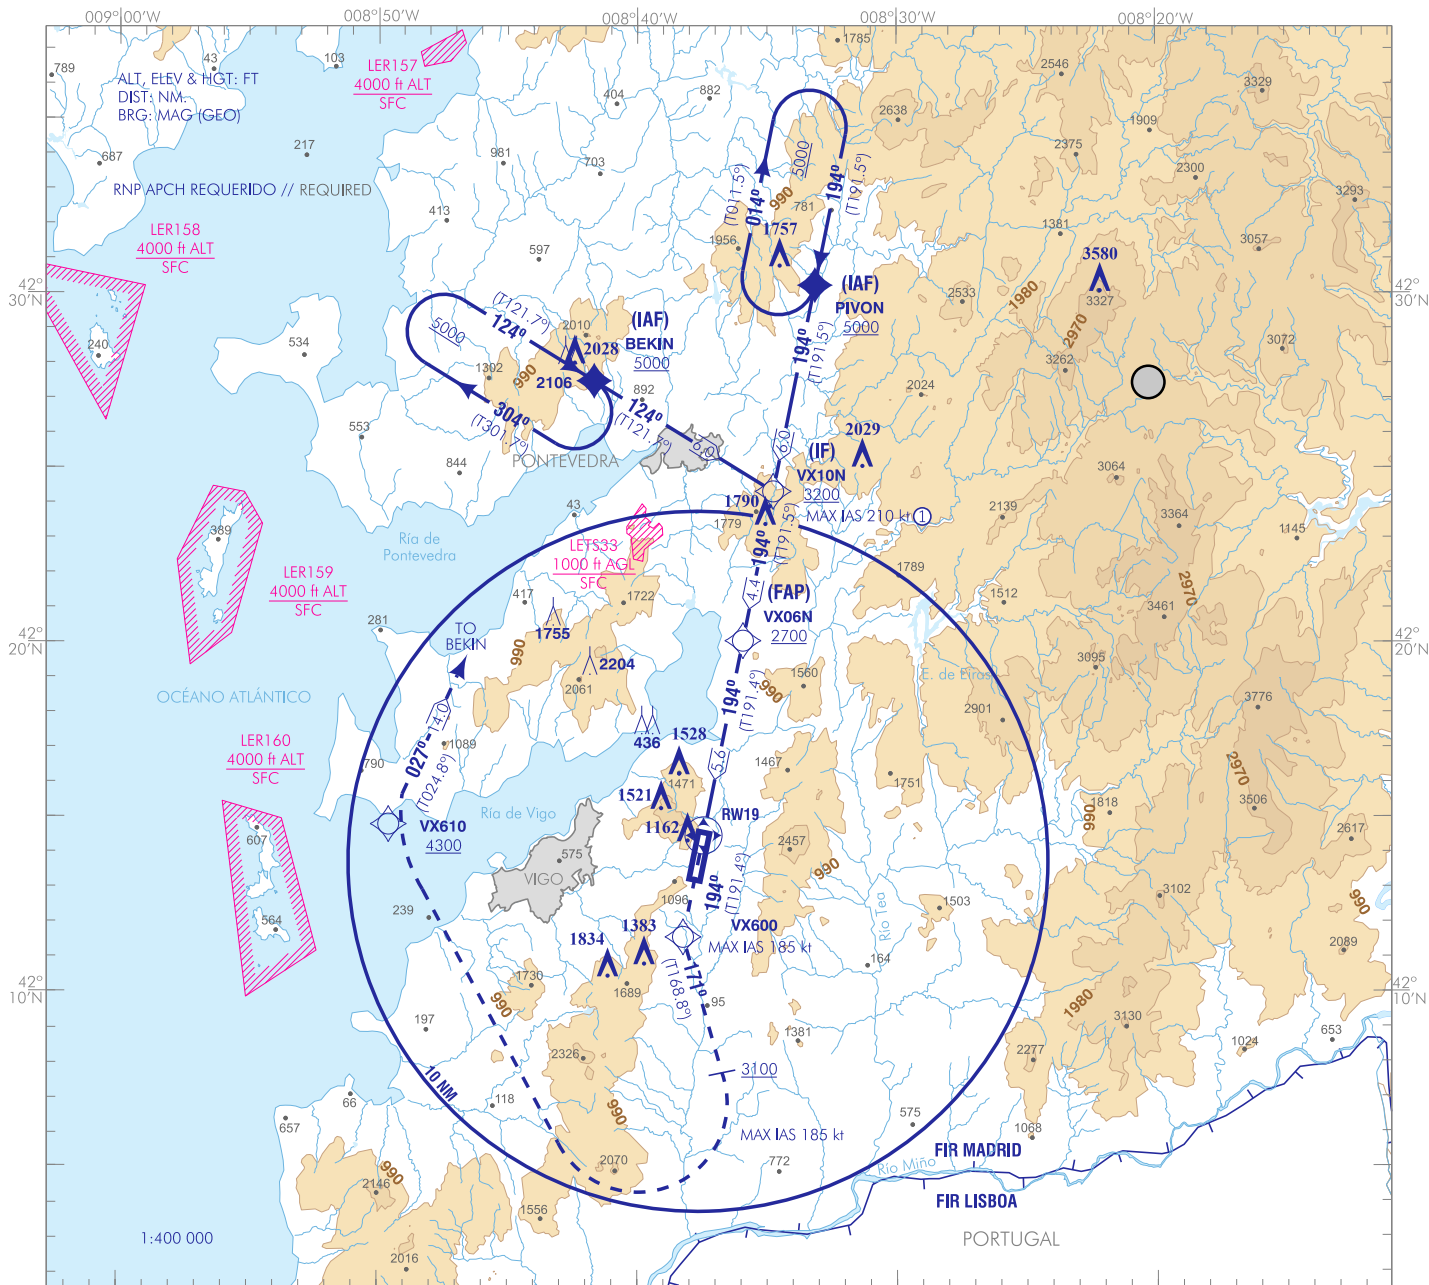 009°00'W
008°50'W
008°40'W
008°30'W
008°20'W
789
43
103
LER157
4000 ft ALT
SFC
ALT, ELEV & HGT: FT
DIST: NM.
BRG: MAG (GEO)
404
882
1785
2546
3329
2638
1909
217
687
981
703
2375
2300
RNP APCH REQUERIDO // REQUIRED
5000
014°
(T011.5°)
194°
(T191.5°)
990
781
1757
1956
413
597
1381
3057
3293
LER158
4000 ft ALT
SFC
3580
3327
42°
30'N
42°
30'N
(IAF)
PIVON
5000
2533
1980
2970
3262
3072
240
534
5000
(T121.7°)
124°
2010
2028
(IAF)
BEKIN
5000
1302
990
2106
892
304°
(T301.7°)
124°
(T121.7°)
6.0
194°
(T191.5°)
6.0
2024
2029
553
844
PONTEVEDRA
(IF)
VX10N
3200
MAX IAS 210 kt 1
3064
2139
3364
1145
389
43
1790
1779
Ría de
Pontevedra
LETS33
1000 ft AGL
SFC
194°
(T191.5°)
4.4
1789
LER159
4000 ft ALT
SFC
417
1722
(FAP)
VX06N
2700
1512
3461
2970
281
TO
BEKIN
1755
990
2204
2061
42°
20'N
42°
20'N
OCÉANO ATLÁNTICO
990
1560
E. de Eiras
3095
2901
3776
194°
(T191.4°)
5.6
14.0
027°
(T024.8°)
1089
436
1528
1471
1467
1751
2970
3506
LER160
4000 ft ALT
SFC
790
1521
1162
RW19
Ría de Vigo
1818
990
2617
607
VX610
4300
575
VIGO
2457
990
194°
(T191.4°)
1096
3102
990
564
239
1503
Río Tea
1834
1383
VX600
MAX IAS 185 kt
2089
171°
(T168.8°)
164
1730
990
1689
95
42°
10'N
42°
10'N
1980
197
1381
3130
653
2326
2277
1024
3100
10 NM
66
118
657
990
MAX IAS 185 kt
575
1068
FIR MADRID
Río Miño
FIR LISBOA
990
2146
2070
772
1556
1:400 000
2016
PORTUGAL